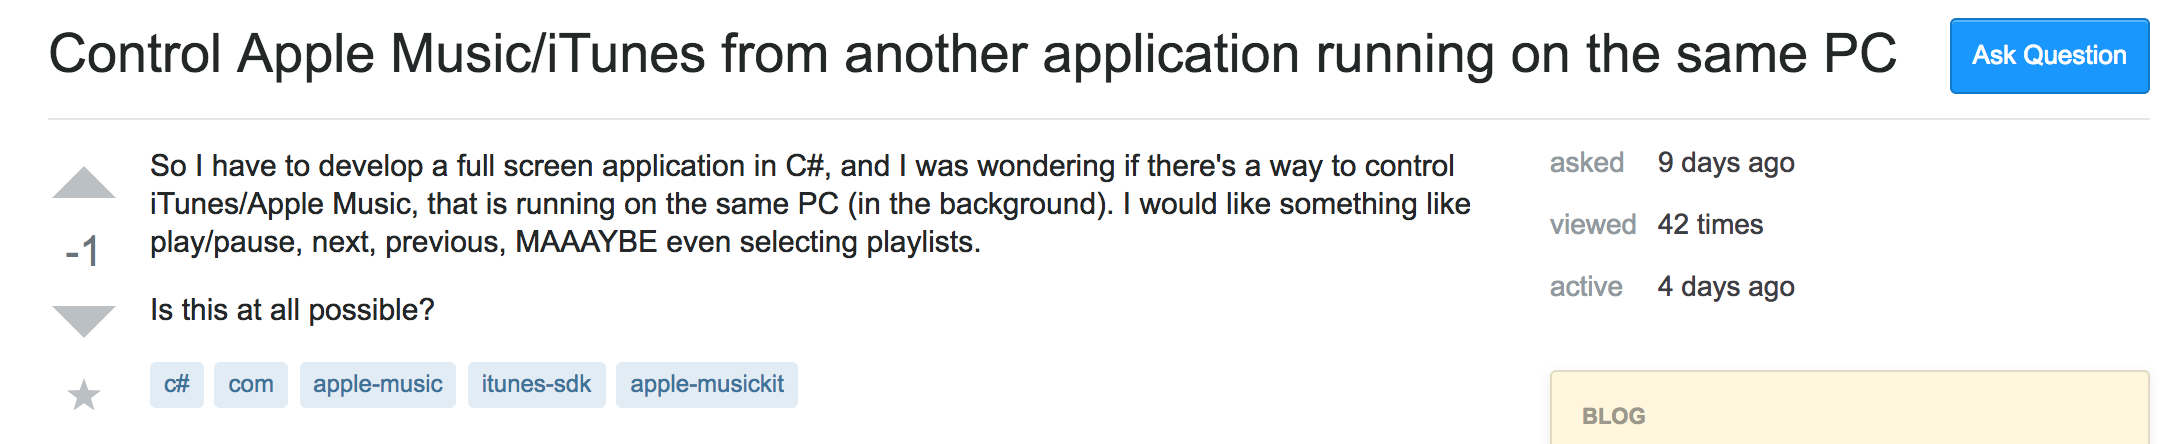 Control Apple Music/iTunes from another application running on the same PC
Ask Question
So I have to develop a full screen application in C#, and I was wondering if there's a way to control
iTunes/Apple Music, that is running on the same PC (in the background). I would like something like
play/pause, next, previous, MAAAYBE even selecting playlists.
Is this at all possible?
-1
c# com apple-music itunes-sdk apple-musickit
asked 9 days ago
viewed 42 times
active 4 days ago
BLOG